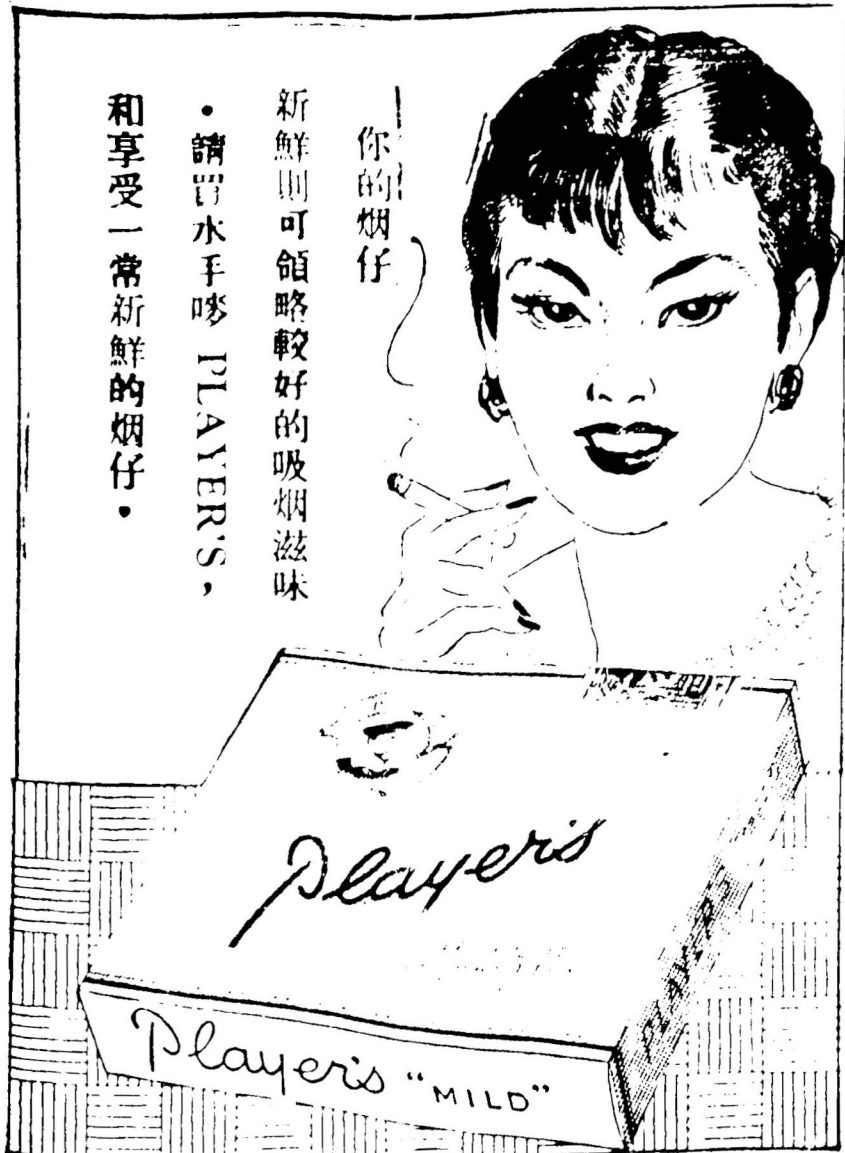 你的烟仔
新鮮則可領略較好的吸烟滋味
•請買水手嘜 PLAYER'S，
和享受一常新鮮的烟仔•
Player's
Player's "MILD"
PLAYER'S